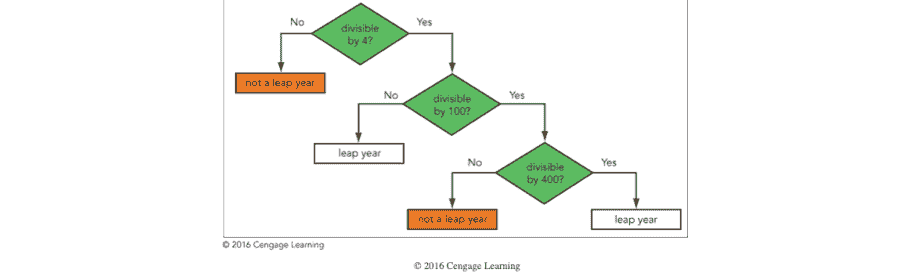 No
divisible
by 4?
Yes
not a leap year
No
divisible
by 100?
Yes
leap year
No
divisible
by 400?
Yes
not a leap year
leap year
© 2016 Cengage Learning
© 2016 Cengage Learning